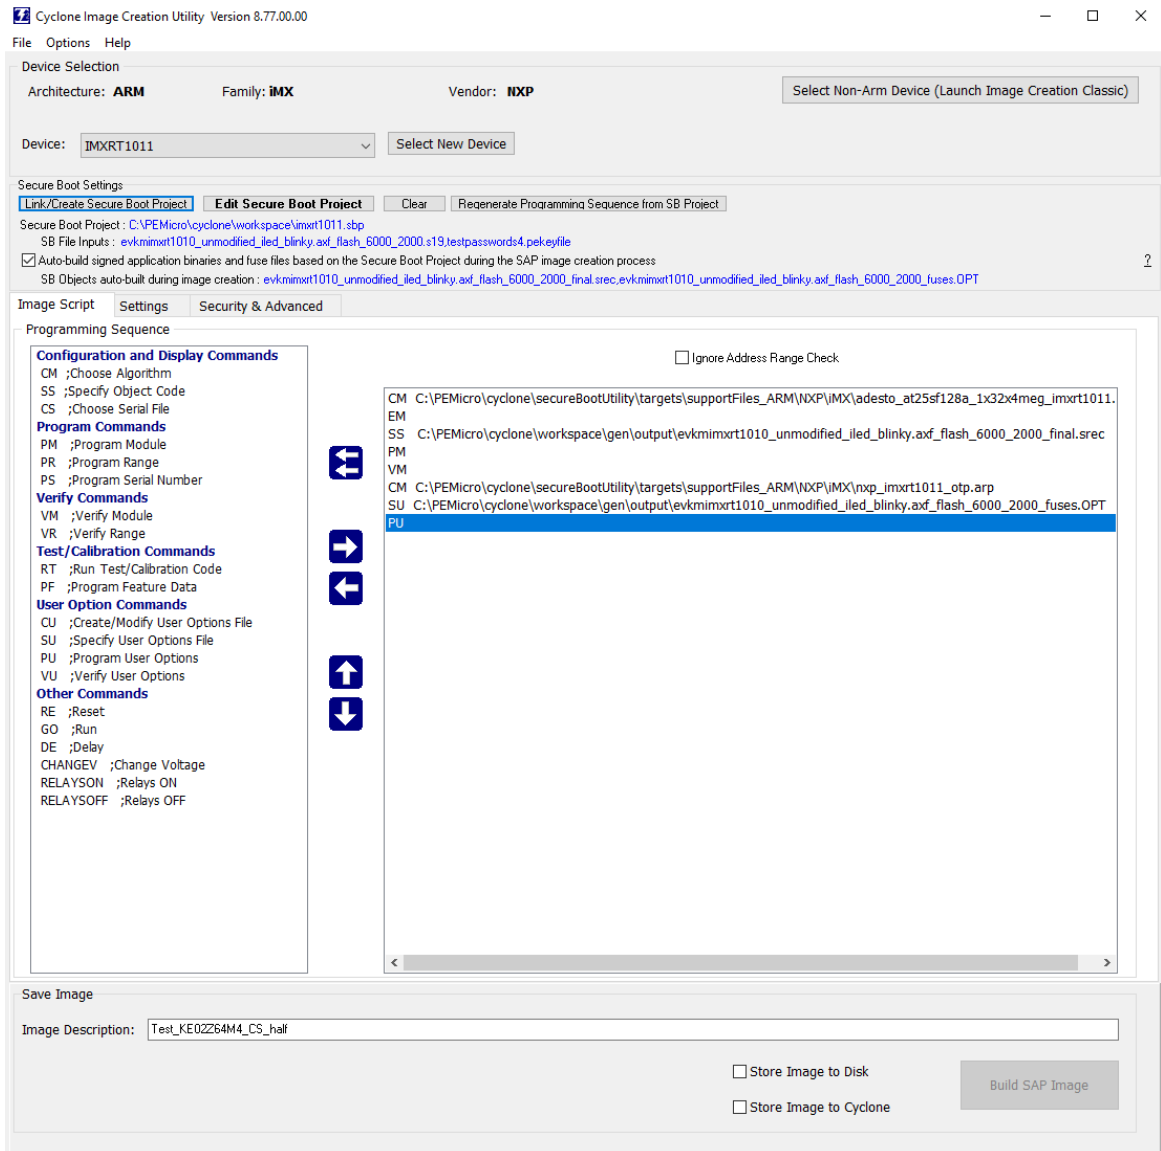 Cyclone Image Creation Utility Version 8.77.00.00
File Options Help
Device Selection
Architecture: ARM Family: iMX Vendor: NXP Select Non-Arm Device (Launch Image Creation Classic)
Device: IMXRT1011 Select New Device
Secure Boot Settings
Link/Create Secure Boot Project Edit Secure Boot Project Clear Regenerate Programming Sequence from SB Project
Secure Boot Project : C:\PEMicro\cyclone\workspace\imxrt1011.sbp
SB File Inputs : evkmimxrt1010_unmodified_iled_blinky.axf_flash_6000_2000.s19,testpasswords4.pekeyfile
Auto-build signed application binaries and fuse files based on the Secure Boot Project during the SAP image creation process ?
SB Objects auto-built during image creation : evkmimxrt1010_unmodified_iled_blinky.axf_flash_6000_2000_final.srec,evkmimxrt1010_unmodified_iled_blinky.axf_flash_6000_2000_fuses.OPT
Image Script Settings Security & Advanced
Programming Sequence
Configuration and Display Commands
CM ;Choose Algorithm
SS ;Specify Object Code
CS ;Choose Serial File
Program Commands
PM ;Program Module
PR ;Program Range
PS ;Program Serial Number
Verify Commands
VM ;Verify Module
VR ;Verify Range
Test/Calibration Commands
RT ;Run Test/Calibration Code
PF ;Program Feature Data
User Option Commands
CU ;Create/Modify User Options File
SU ;Specify User Options File
PU ;Program User Options
VU ;Verify User Options
Other Commands
RE ;Reset
GO ;Run
DE ;Delay
CHANGEV ;Change Voltage
RELAYSON ;Relays ON
RELAYSOFF ;Relays OFF
Ignore Address Range Check
CM C:\PEMicro\cyclone\secureBootUtility\targets\supportFiles_ARM\NXP\iMX\adesto_at25sf128a_1x32x4meg_imxrt1011.
EM
SS C:\PEMicro\cyclone\workspace\gen\output\evkmimxrt1010_unmodified_iled_blinky.axf_flash_6000_2000_final.srec
PM
VM
CM C:\PEMicro\cyclone\secureBootUtility\targets\supportFiles_ARM\NXP\iMX\nxp_imxrt1011_otp.arp
SU C:\PEMicro\cyclone\workspace\gen\output\evkmimxrt1010_unmodified_iled_blinky.axf_flash_6000_2000_fuses.OPT
PU
Save Image
Image Description: Test_KE02Z64M4_CS_half
Store Image to Disk
Store Image to Cyclone
Build SAP Image